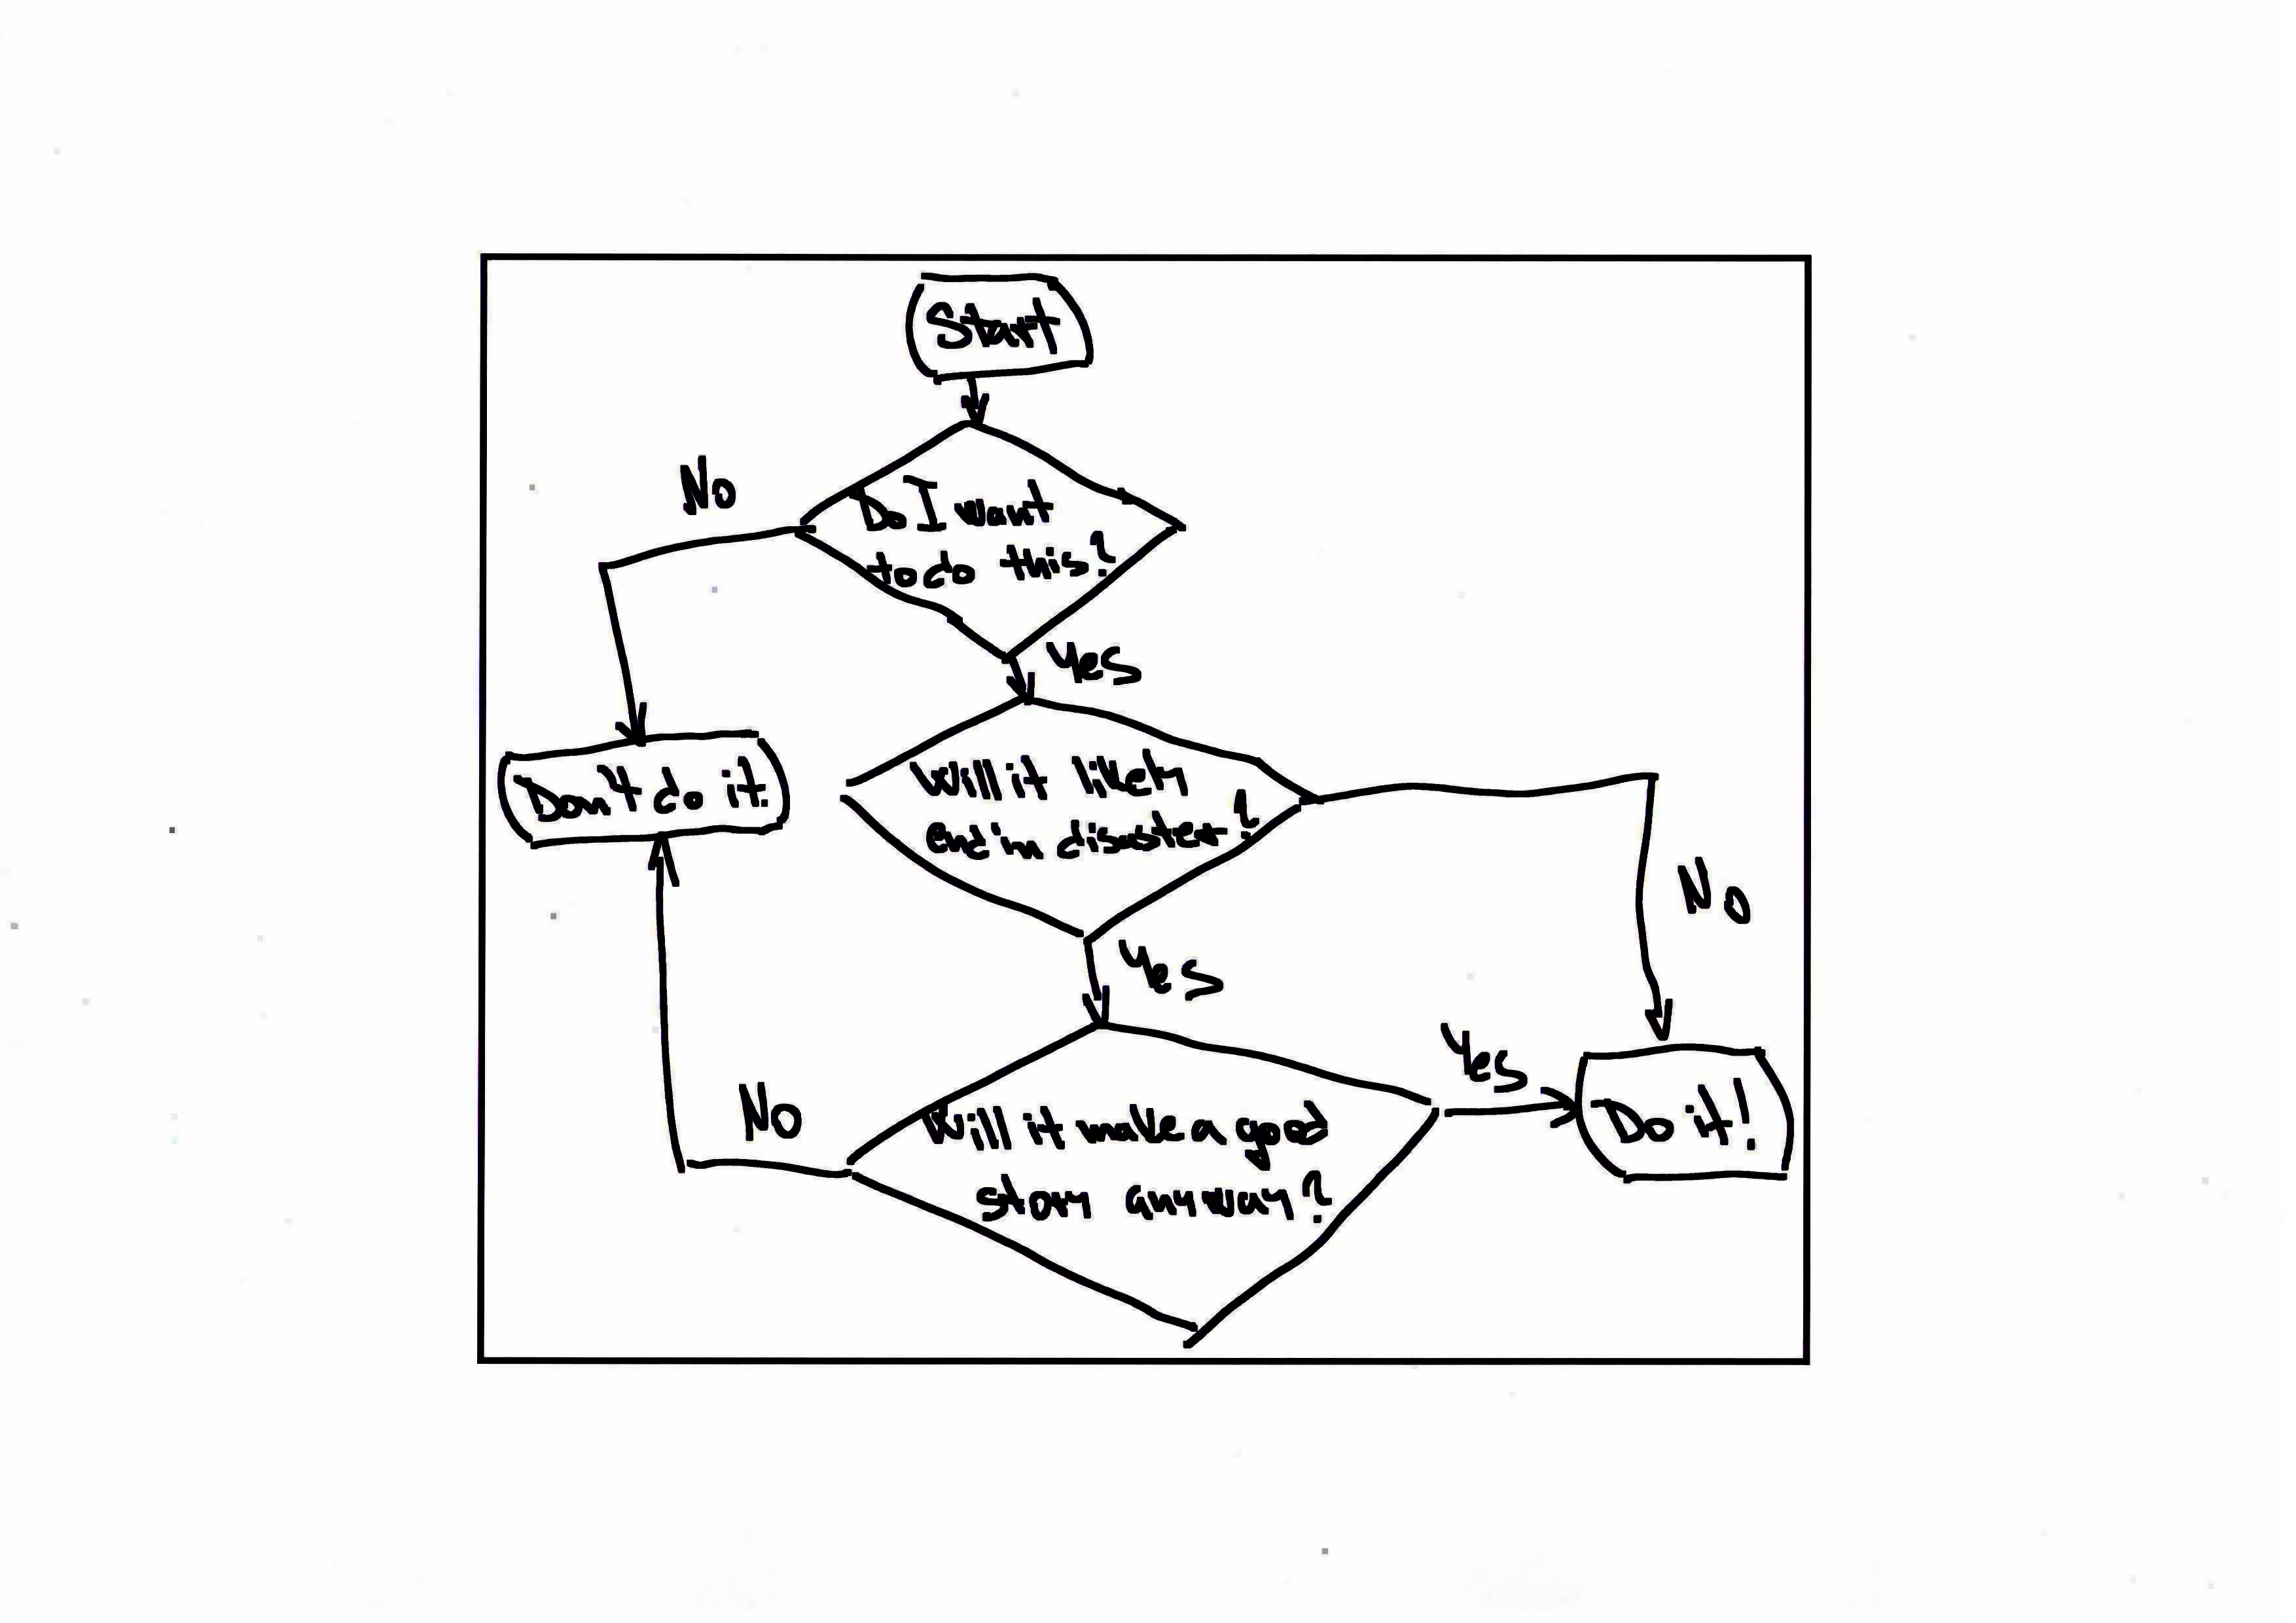 Start
No
Do I want
to do this?
Yes
Don't do it.
Will it likely
end in disaster?
No
Yes
Yes
No
Will it make a good
story anyway?
Do it!